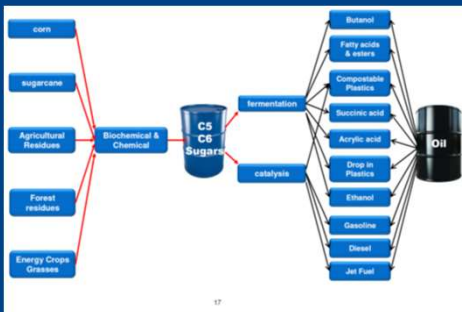 corn
sugarcane
Agricultural
Residues
Forest
residues
Energy Crops
Grasses
Biochemical &
Chemical
C5
C6
Sugars
fermentation
catalysis
Butanol
Fatty acids
& esters
Compostable
Plastics
Succinic acid
Acrylic acid
Drop in
Plastics
Ethanol
Gasoline
Diesel
Jet Fuel
Oil
17